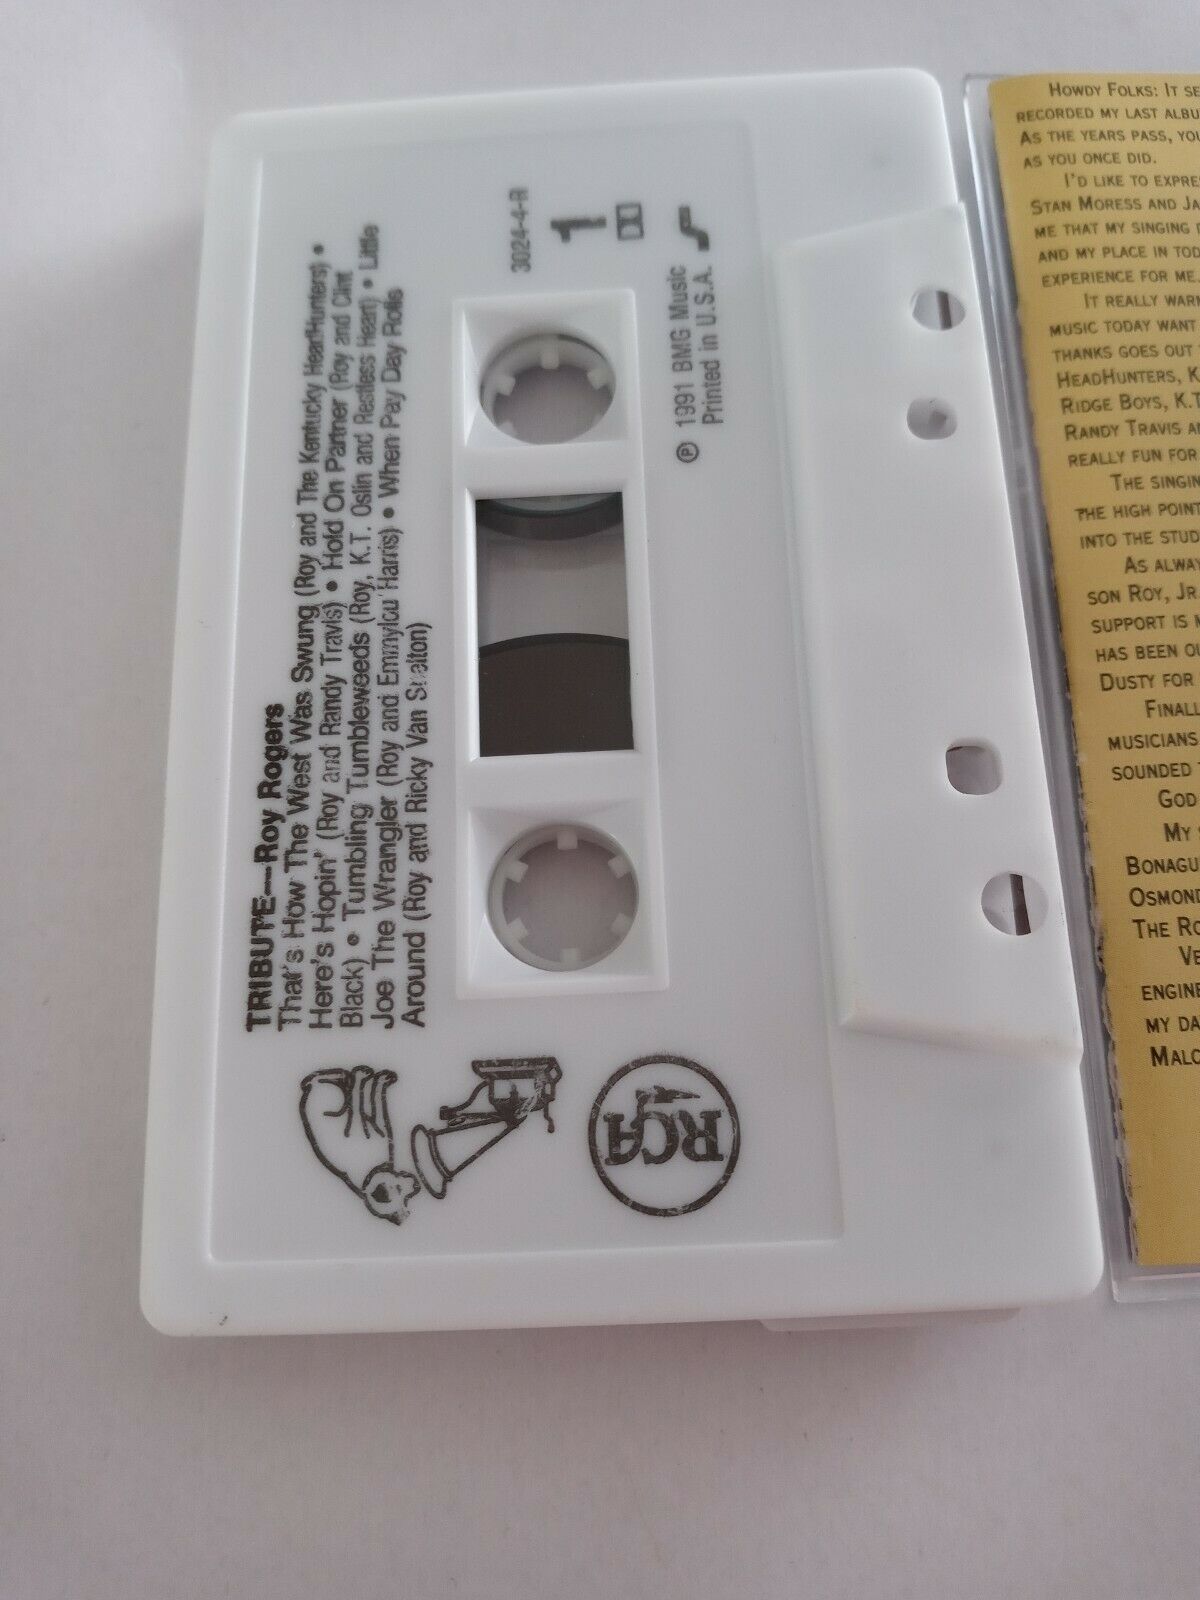 TRIBUTE—Roy Rogers
That's How The West Was Swung (Roy and The Kentucky HeadHunters) •
Here's Hopin' (Roy and Randy Travis) • Hold On Partner (Roy and Clint
Black) • Tumbling Tumbleweeds (Roy, K.T. Oslin and Restless Heart) • Little
Joe The Wrangler (Roy and Emmylou Harris) • When Pay Day Rolls
Around (Roy and Ricky Van Shelton)
3024-4-R
1
℗ 1991 BMG Music
Printed in U.S.A.
RCA
HOWDY FOLKS: IT SE
RECORDED MY LAST ALBU
AS THE YEARS PASS, YOU
AS YOU ONCE DID.
I'D LIKE TO EXPRES
STAN MORESS AND JA
ME THAT MY SINGING
AND MY PLACE IN TOD
EXPERIENCE FOR ME.
IT REALLY WARM
MUSIC TODAY WANT
THANKS GOES OUT
HEADHUNTERS, K
RIDGE BOYS, K.T
RANDY TRAVIS AN
REALLY FUN FOR
THE SINGIN
THE HIGH POINT
INTO THE STUD
AS ALWAY
SON ROY, JR
SUPPORT IS M
HAS BEEN OU
DUSTY FOR
FINALL
MUSICIANS
SOUNDED T
GOD
MY
BONAGU
OSMOND
THE RO
VE
ENGINE
MY DA
MALCO